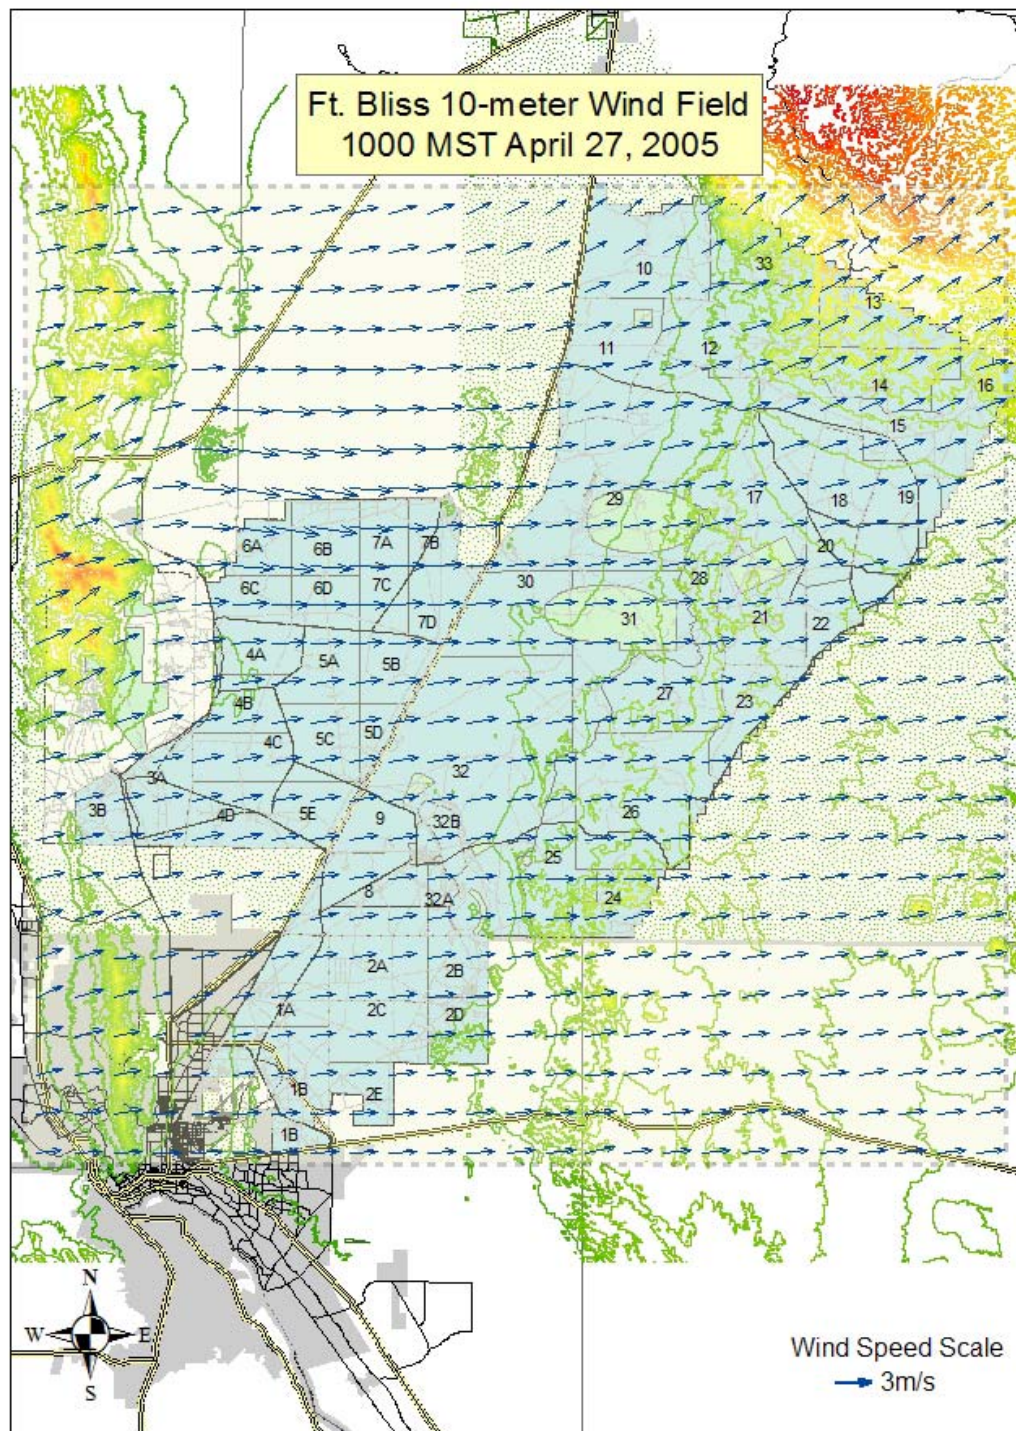 Ft. Bliss 10-meter Wind Field
1000 MST April 27, 2005
10
33
13
11
12
14
16
15
29
17
18
19
6A
6B
7A
7B
20
6C
6D
7C
30
28
31
7D
21
22
4A
5A
5B
4B
27
23
4C
5C
5D
3A
32
3B
4D
5E
9
32B
26
25
8
32A
24
2A
2B
1A
2C
2D
1B
2E
1B
N
W
E
S
Wind Speed Scale
3m/s